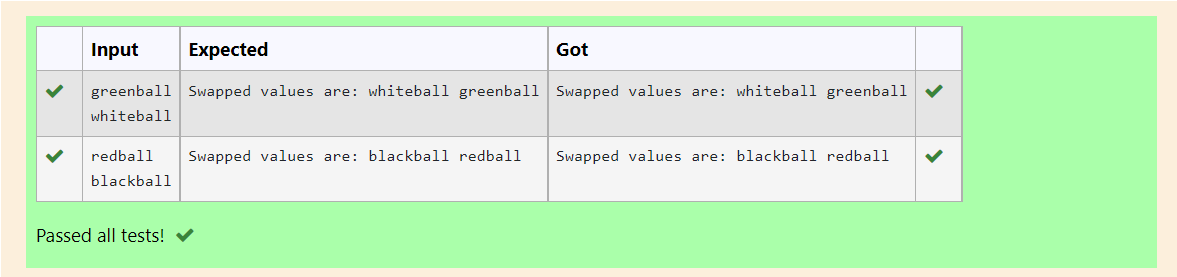 Input Expected Got
greenball Swapped values are: whiteball greenball Swapped values are: whiteball greenball
whiteball
redball Swapped values are: blackball redball Swapped values are: blackball redball
blackball
Passed all tests!